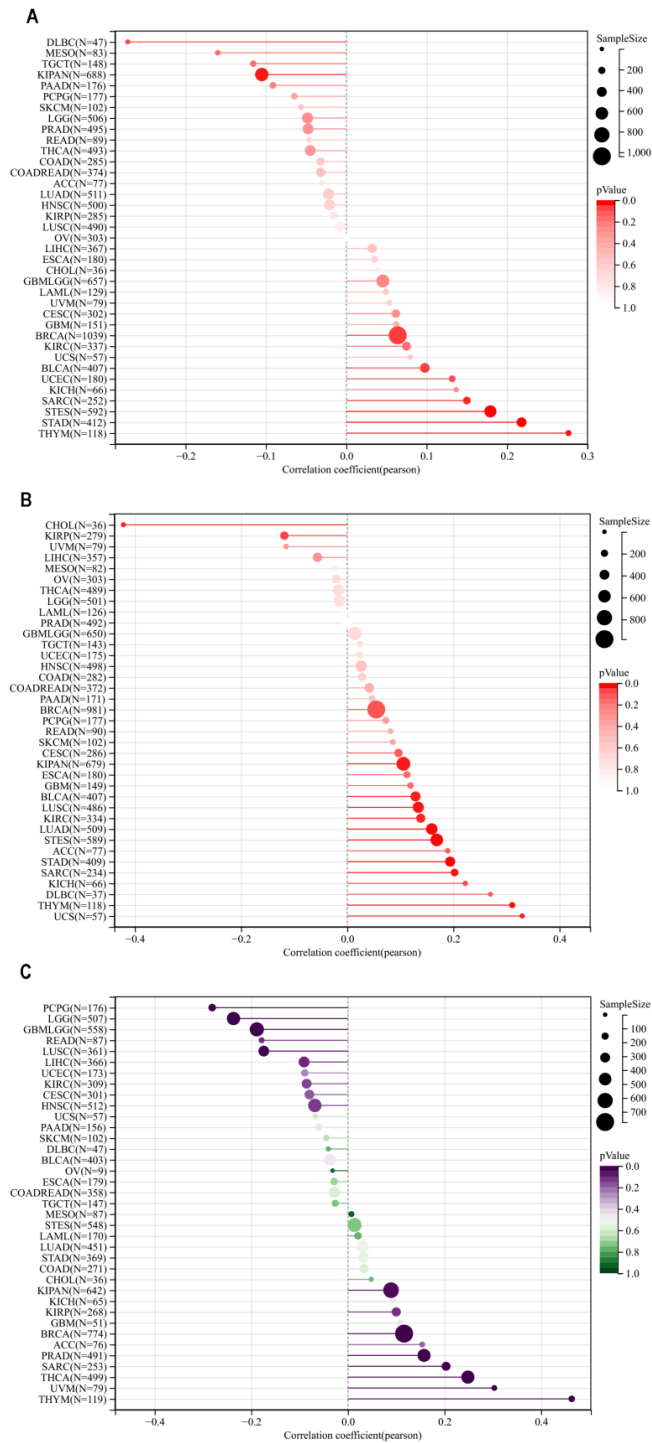 A
DLBC(N=47)
MESO(N=83)
TGCT(N=148)
KIPAN(N=688)
PAAD(N=176)
PCPG(N=177)
SKCM(N=102)
LGG(N=506)
PRAD(N=495)
READ(N=89)
THCA(N=493)
COAD(N=285)
COADREAD(N=374)
ACC(N=77)
LUAD(N=511)
HNSC(N=500)
KIRP(N=285)
LUSC(N=490)
OV(N=303)
LIHC(N=367)
ESCA(N=180)
CHOL(N=36)
GBMLGG(N=657)
LAML(N=129)
UVM(N=79)
CESC(N=302)
GBM(N=151)
BRCA(N=1039)
KIRC(N=337)
UCS(N=57)
BLCA(N=407)
UCEC(N=180)
KICH(N=66)
SARC(N=252)
STES(N=592)
STAD(N=412)
THYM(N=118)
−0.2 −0.1 0.0 0.1 0.2 0.3
Correlation coefficient(pearson)
SampleSize
200
400
600
800
1,000
pValue
0.0
0.2
0.4
0.6
0.8
1.0
B
CHOL(N=36)
KIRP(N=279)
UVM(N=79)
LIHC(N=357)
MESO(N=82)
OV(N=303)
THCA(N=489)
LGG(N=501)
LAML(N=126)
PRAD(N=492)
GBMLGG(N=650)
TGCT(N=143)
UCEC(N=175)
HNSC(N=498)
COAD(N=282)
COADREAD(N=372)
PAAD(N=171)
BRCA(N=981)
PCPG(N=177)
READ(N=90)
SKCM(N=102)
CESC(N=286)
KIPAN(N=679)
ESCA(N=180)
GBM(N=149)
BLCA(N=407)
LUSC(N=486)
KIRC(N=334)
LUAD(N=509)
STES(N=589)
ACC(N=77)
STAD(N=409)
SARC(N=234)
KICH(N=66)
DLBC(N=37)
THYM(N=118)
UCS(N=57)
−0.4 −0.2 0.0 0.2 0.4
Correlation coefficient(pearson)
SampleSize
200
400
600
800
pValue
0.0
0.2
0.4
0.6
0.8
1.0
C
PCPG(N=176)
LGG(N=507)
GBMLGG(N=558)
READ(N=87)
LUSC(N=361)
LIHC(N=366)
UCEC(N=173)
KIRC(N=309)
CESC(N=301)
HNSC(N=512)
UCS(N=57)
PAAD(N=156)
SKCM(N=102)
DLBC(N=47)
BLCA(N=403)
OV(N=9)
ESCA(N=179)
COADREAD(N=358)
TGCT(N=147)
MESO(N=87)
STES(N=548)
LAML(N=170)
LUAD(N=451)
STAD(N=369)
COAD(N=271)
CHOL(N=36)
KIPAN(N=642)
KICH(N=65)
KIRP(N=268)
GBM(N=51)
BRCA(N=774)
ACC(N=76)
PRAD(N=491)
SARC(N=253)
THCA(N=499)
UVM(N=79)
THYM(N=119)
−0.4 −0.2 0.0 0.2 0.4
Correlation coefficient(pearson)
SampleSize
100
200
300
400
500
600
700
pValue
0.0
0.2
0.4
0.6
0.8
1.0